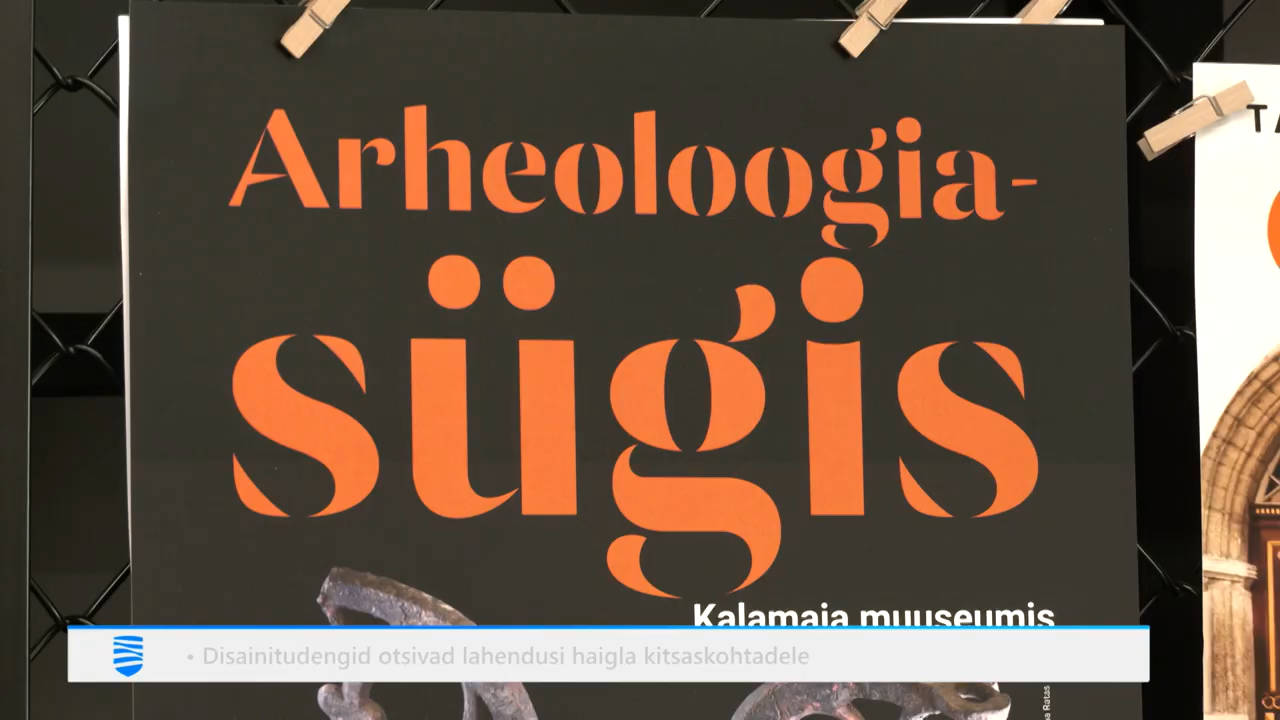 Arheoloogia-
sügis
Kalamaja muuseumis
• Disainitudengid otsivad lahendusi haigla kitsaskohtadele